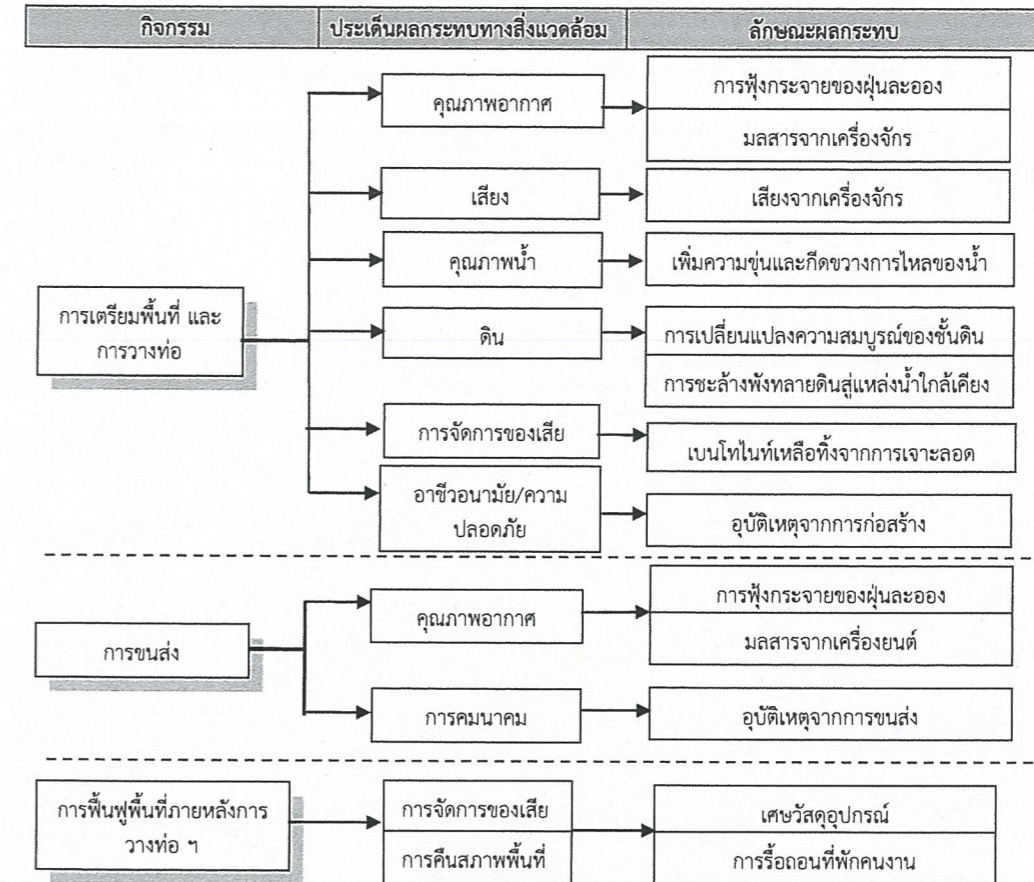 กิจกรรม
ประเด็นผลกระทบทางสิ่งแวดล้อม
ลักษณะผลกระทบ
การเตรียมพื้นที่ และ
การวางท่อ
คุณภาพอากาศ
การฟุ้งกระจายของฝุ่นละออง
มลสารจากเครื่องจักร
เสียง
เสียงจากเครื่องจักร
คุณภาพน้ำ
เพิ่มความขุ่นและกีดขวางการไหลของน้ำ
ดิน
การเปลี่ยนแปลงความสมบูรณ์ของชั้นดิน
การชะล้างพังทลายดินสู่แหล่งน้ำใกล้เคียง
การจัดการของเสีย
เบนโทไนท์เหลือทิ้งจากการเจาะลอด
อาชีวอนามัย/ความ
ปลอดภัย
อุบัติเหตุจากการก่อสร้าง
การขนส่ง
คุณภาพอากาศ
การฟุ้งกระจายของฝุ่นละออง
มลสารจากเครื่องยนต์
การคมนาคม
อุบัติเหตุจากการขนส่ง
การฟื้นฟูพื้นที่ภายหลังการ
วางท่อ ฯ
การจัดการของเสีย
การคืนสภาพพื้นที่
เศษวัสดุอุปกรณ์
การรื้อถอนที่พักคนงาน